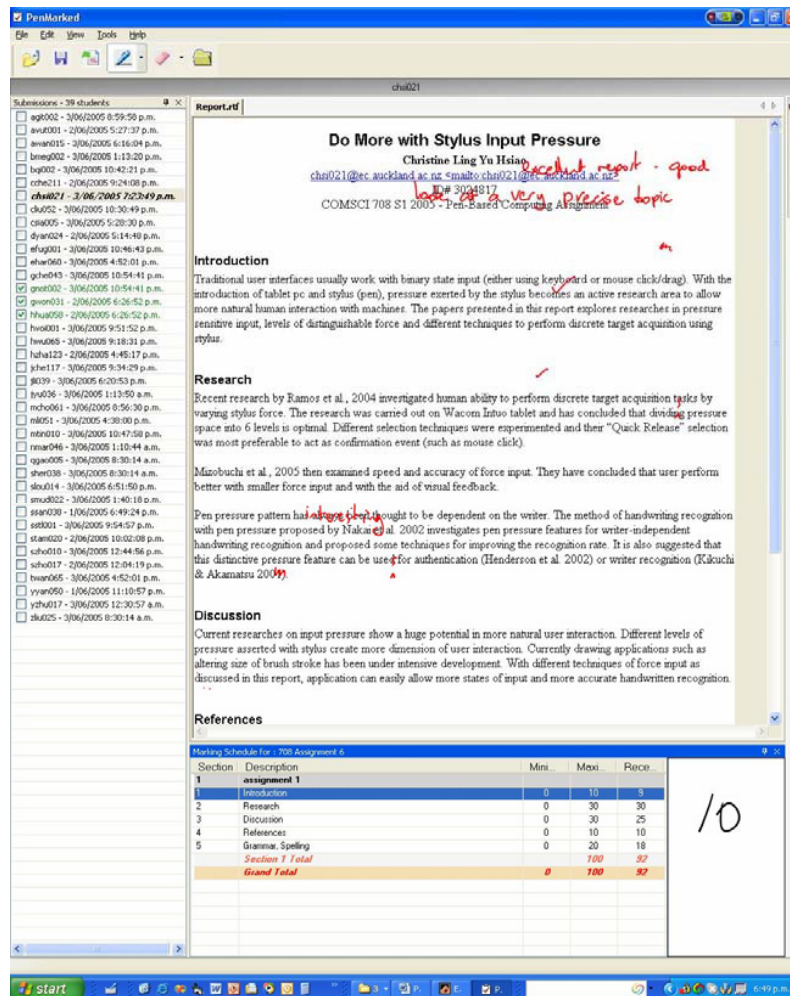 PenMarked
File Edit View Tools Help
chsi021
Submissions - 39 students
agit002 - 3/06/2005 8:59:58 p.m.
avut001 - 2/06/2005 5:27:37 p.m.
awan015 - 3/06/2005 6:16:04 p.m.
bmeg002 - 3/06/2005 1:13:20 p.m.
bqi002 - 3/06/2005 10:42:21 p.m.
cche211 - 2/06/2005 9:24:08 p.m.
chsi021 - 3/06/2005 7:23:49 p.m.
cliu052 - 2/06/2005 10:30:49 p.m.
csia005 - 3/06/2005 5:28:30 p.m.
dyan024 - 2/06/2005 5:14:48 p.m.
efug001 - 3/06/2005 10:46:43 p.m.
ehar060 - 3/06/2005 4:52:01 p.m.
gche043 - 3/06/2005 10:54:41 p.m.
gnot002 - 3/06/2005 10:54:41 p.m.
gwon031 - 2/06/2005 6:26:52 p.m.
hhua058 - 2/06/2005 6:26:52 p.m.
hwo001 - 3/06/2005 9:51:52 p.m.
hwu065 - 3/06/2005 9:18:31 p.m.
hzha123 - 2/06/2005 4:45:17 p.m.
jche117 - 3/06/2005 9:34:29 p.m.
jli039 - 3/06/2005 6:20:53 p.m.
lyu036 - 3/06/2005 1:13:50 a.m.
mcho061 - 3/06/2005 8:56:30 p.m.
mli051 - 3/06/2005 4:38:00 p.m.
mtin010 - 3/06/2005 10:47:58 p.m.
nmar046 - 3/06/2005 1:10:44 a.m.
qgao005 - 3/06/2005 8:30:14 a.m.
sher038 - 3/06/2005 8:30:14 a.m.
slou014 - 3/06/2005 6:51:50 p.m.
smud022 - 3/06/2005 1:40:18 p.m.
ssan038 - 1/06/2005 6:49:24 p.m.
sstl001 - 3/06/2005 9:54:57 p.m.
stam020 - 2/06/2005 10:02:08 p.m.
szho010 - 3/06/2005 12:44:56 p.m.
szho017 - 2/06/2005 12:04:19 p.m.
twan065 - 3/06/2005 4:52:01 p.m.
yyan050 - 1/06/2005 11:10:57 p.m.
yzhu017 - 3/06/2005 12:30:57 a.m.
zliu025 - 3/06/2005 8:30:14 a.m.
Report.rtf
Do More with Stylus Input Pressure
Christine Ling Yu Hsiao
excellent report - good
chsi021@ec.auckland.ac.nz <mailto:chsi021@ec.auckland.ac.nz>
look at a very precise topic
ID# 3024817
COMSCI 708 S1 2005 - Pen-Based Computing Assignment
Introduction
Traditional user interfaces usually work with binary state input (either using keyboard or mouse click/drag). With the
introduction of tablet pc and stylus (pen), pressure exerted by the stylus becomes an active research area to allow
more natural human interaction with machines. The papers presented in this report explores researches in pressure
sensitive input, levels of distinguishable force and different techniques to perform discrete target acquisition using
stylus.
Research
Recent research by Ramos et al., 2004 investigated human ability to perform discrete target acquisition tasks by
varying stylus force. The research was carried out on Wacom Intuo tablet and has concluded that dividing pressure
space into 6 levels is optimal. Different selection techniques were experimented and their "Quick Release" selection
was most preferable to act as confirmation event (such as mouse click).
Mizobuchi et al., 2005 then examined speed and accuracy of force input. They have concluded that user perform
better with smaller force input and with the aid of visual feedback.
Pen pressure pattern has thought to be dependent on the writer. The method of handwriting recognition
interesting
with pen pressure proposed by Nakai et al. 2002 investigates pen pressure features for writer-independent
handwriting recognition and proposed some techniques for improving the recognition rate. It is also suggested that
this distinctive pressure feature can be used for authentication (Henderson et al. 2002) or writer recognition (Kikuchi
& Akamatsu
Discussion
Current researches on input pressure show a huge potential in more natural user interaction. Different levels of
pressure asserted with stylus create more dimension of user interaction. Currently drawing applications such as
altering size of brush stroke has been under intensive development. With different techniques of force input as
discussed in this report, application can easily allow more states of input and more accurate handwritten recognition
References
Marking Schedule for : 708 Assignment 6
Section Description Mini... Maxi... Rece...
1 assignment 1
1 Introduction 0 10 9
2 Research 0 30 30
3 Discussion 0 30 25
4 References 0 10 10
5 Grammar, Spelling 0 20 18
Section 1 Total 100 92
Grand Total 0 100 92
10
start 3 P. E. P. 6:49 p.m.